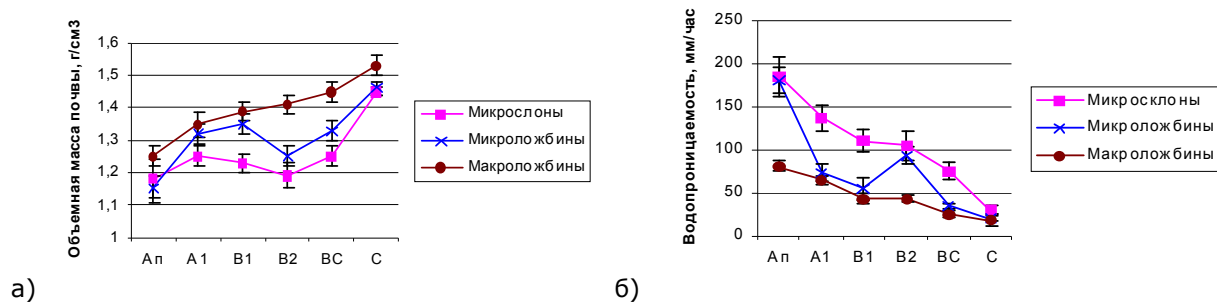 Объемная масса почвы, г/см3
1,6
1,5
1,4
1,3
1,2
1,1
1
Ап А1 В1 В2 ВС С
Микрослоны
Микроложбины
Макроложбины
а)
Водопроницаемость, мм/час
250
200
150
100
50
0
Ап А1 В1 В2 ВС С
Микросклоны
Микроложбины
Макроложбины
б)